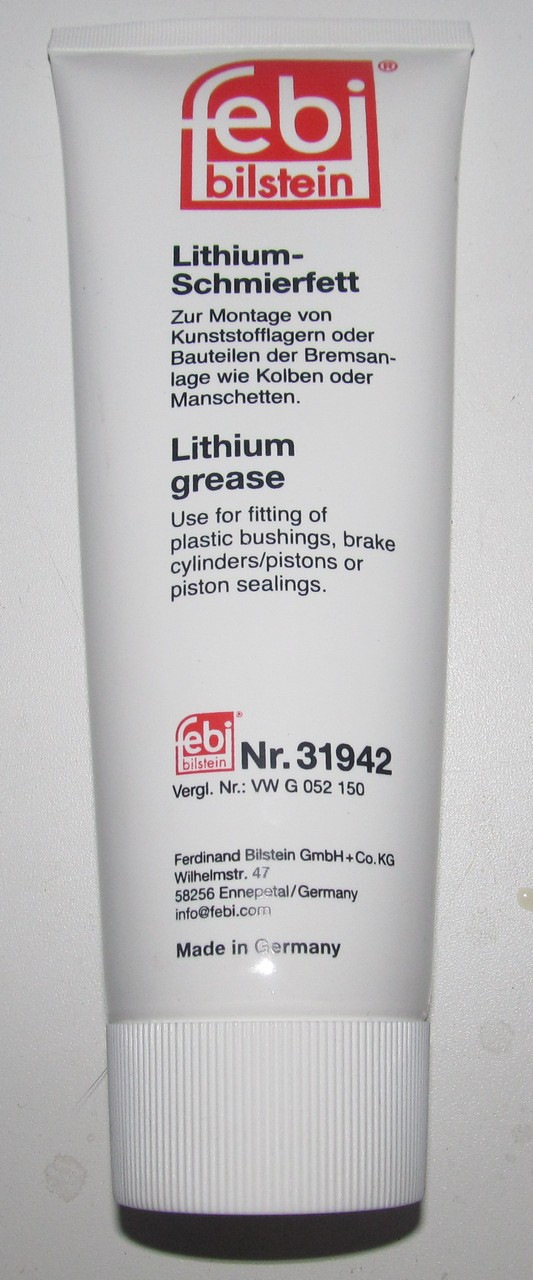 febi®
bilstein
Lithium-
Schmierfett
Zur Montage von
Kunststofflagern oder
Bauteilen der Bremsan-
lage wie Kolben oder
Manschetten.
Lithium
grease
Use for fitting of
plastic bushings, brake
cylinders/pistons or
piston sealings.
febi®
bilstein Nr. 31942
Vergl. Nr.: VW G 052 150
Ferdinand Bilstein GmbH+Co.KG
Wilhelmstr. 47
58256 Ennepetal/Germany
info@febi.com
Made in Germany